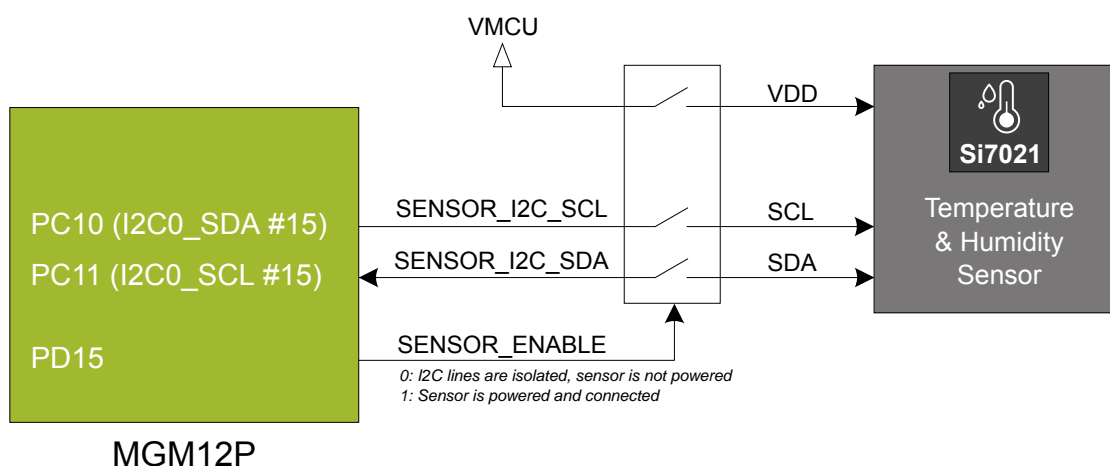 VMCU
VDD
Si7021
PC10 (I2C0_SDA #15)
SENSOR_I2C_SCL
SCL
Temperature
& Humidity
Sensor
PC11 (I2C0_SCL #15)
SENSOR_I2C_SDA
SDA
PD15
SENSOR_ENABLE
0: I2C lines are isolated, sensor is not powered
1: Sensor is powered and connected
MGM12P